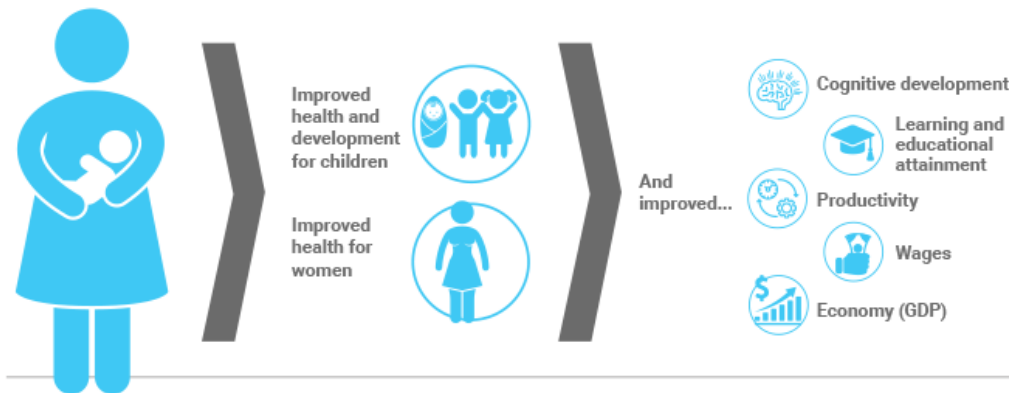 Improved
health and
development
for children
Improved
health for
women
And
improved...
Cognitive development
Learning and
educational
attainment
Productivity
Wages
$
Economy (GDP)